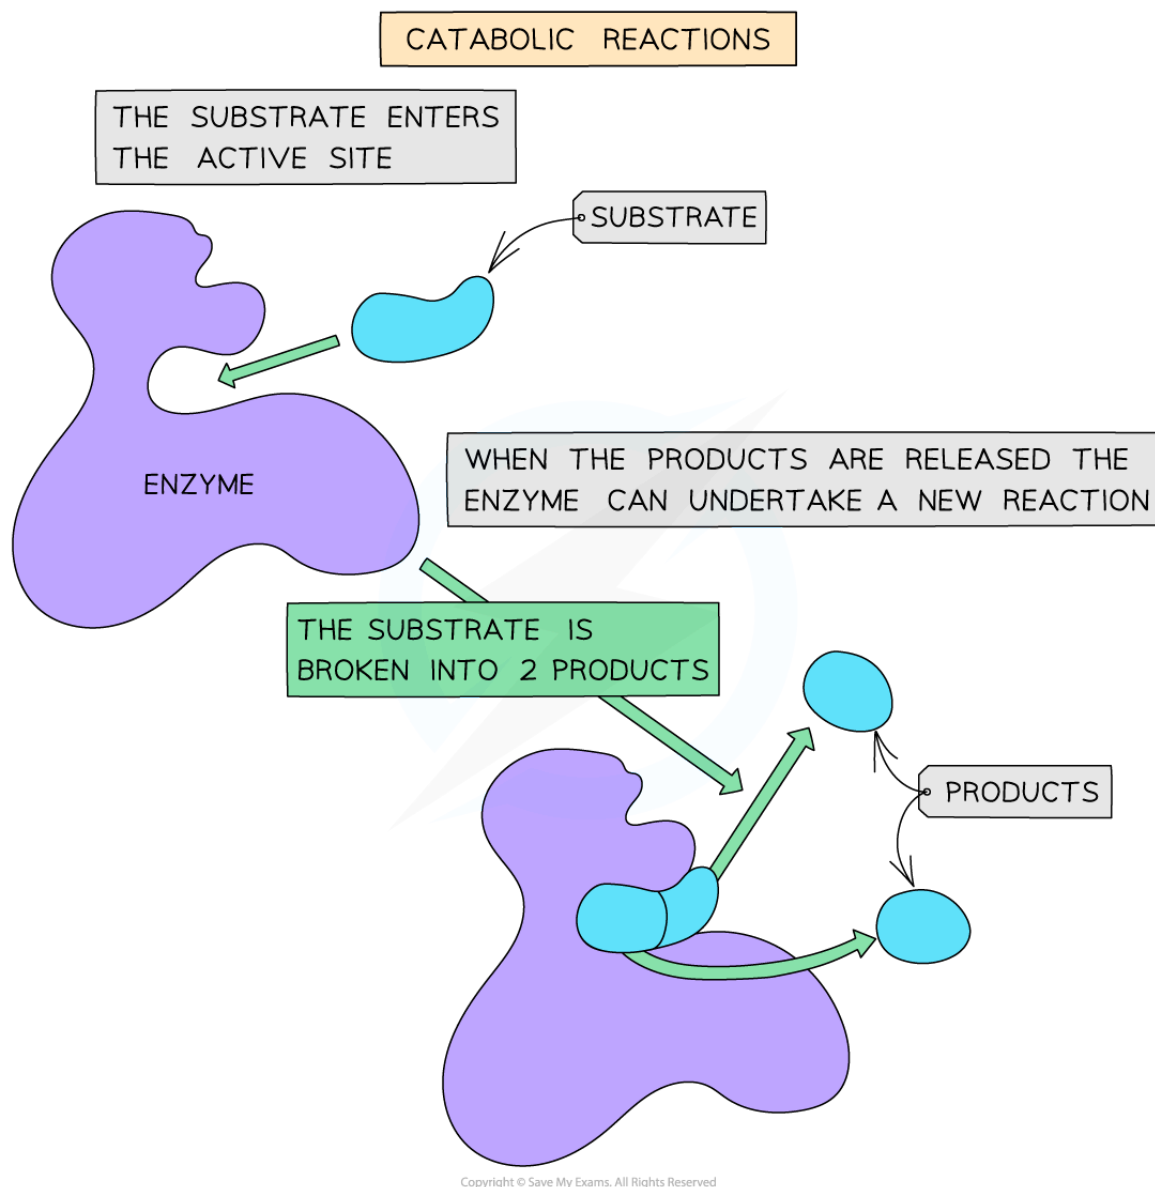 CATABOLIC REACTIONS
THE SUBSTRATE ENTERS
THE ACTIVE SITE
SUBSTRATE
ENZYME
WHEN THE PRODUCTS ARE RELEASED THE
ENZYME CAN UNDERTAKE A NEW REACTION
THE SUBSTRATE IS
BROKEN INTO 2 PRODUCTS
PRODUCTS
Copyright © Save My Exams. All Rights Reserved